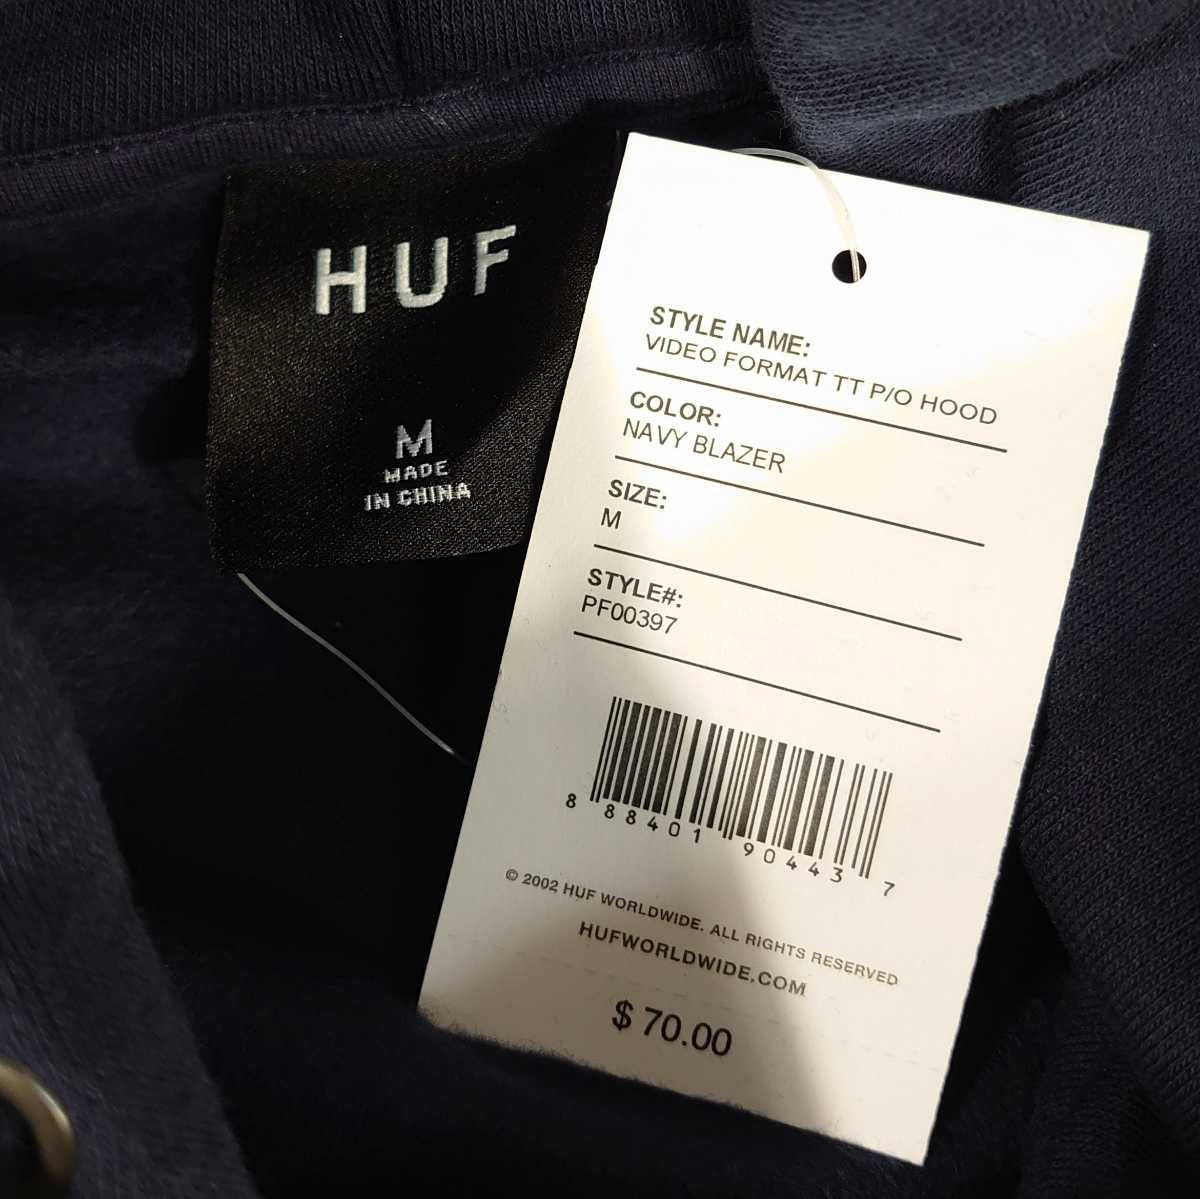 HUF
M
MADE
IN CHINA
STYLE NAME:
VIDEO FORMAT TT P/O HOOD
COLOR:
NAVY BLAZER
SIZE:
M
STYLE#:
PF00397
8 88401 90443 7
© 2002 HUF WORLDWIDE. ALL RIGHTS RESERVED
HUFWORLDWIDE.COM
$ 70.00